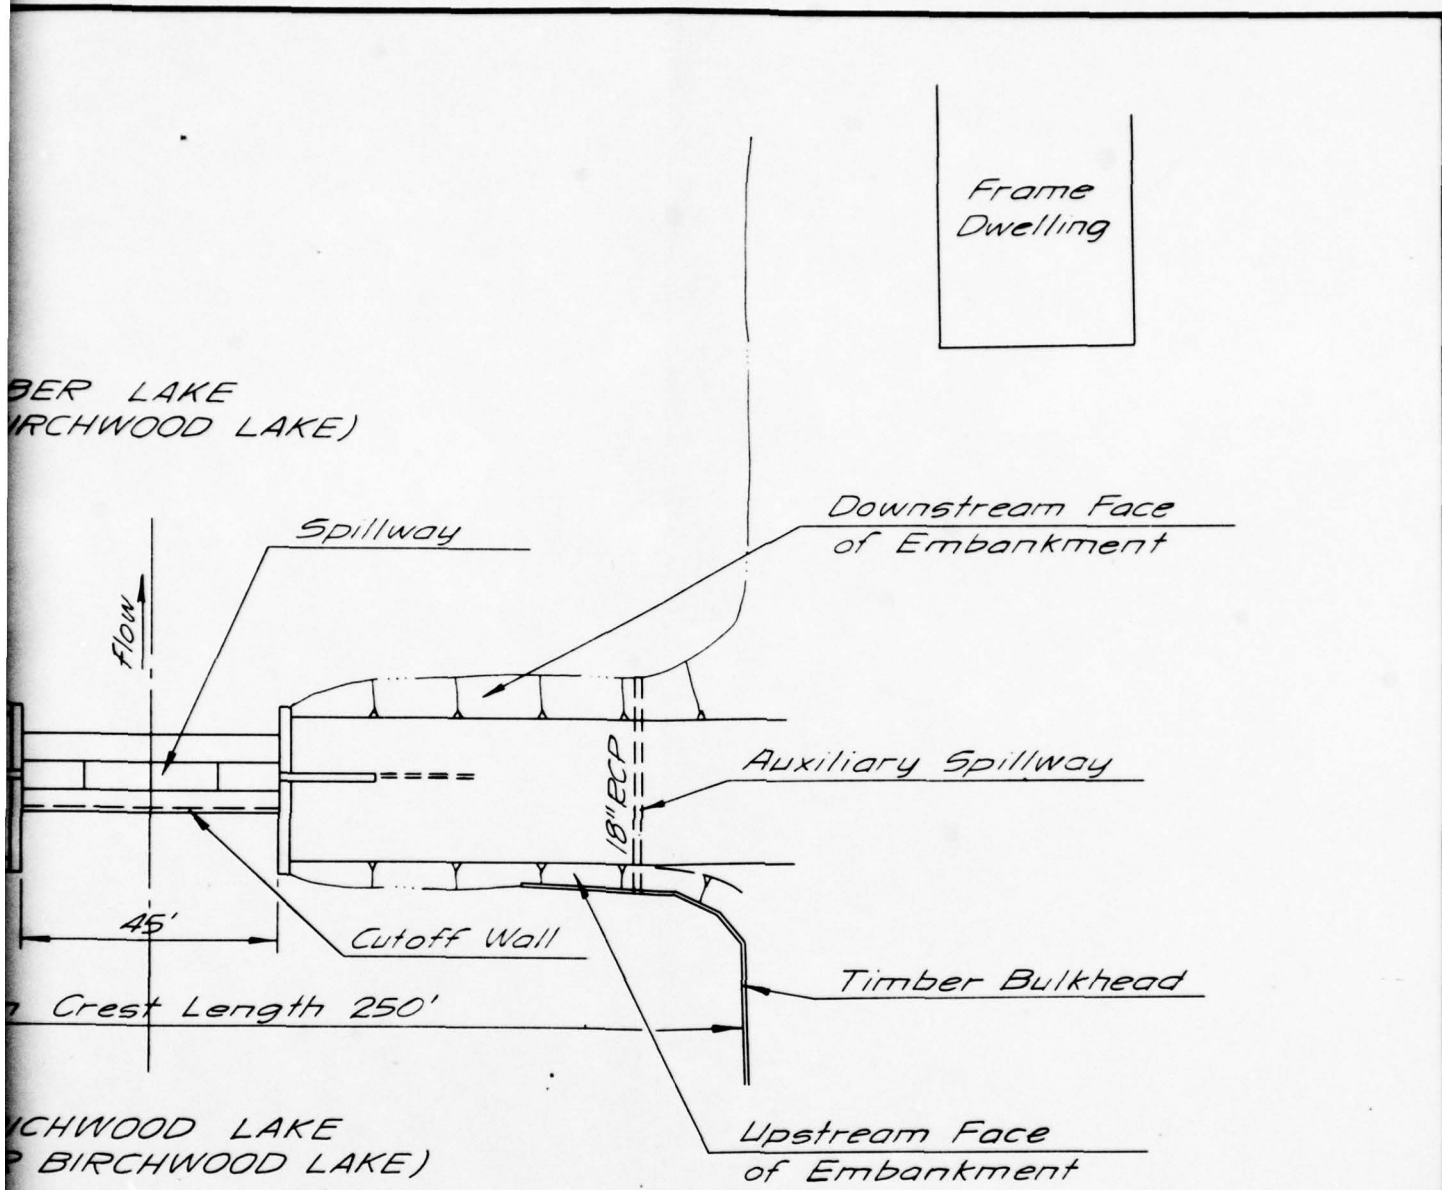 Frame
Dwelling
BER LAKE
IRCHWOOD LAKE)
Downstream Face
of Embankment
Spillway
Flow
Auxiliary Spillway
18" RCP
45'
Cutoff Wall
Timber Bulkhead
Crest Length 250'
ICHWOOD LAKE
BIRCHWOOD LAKE)
Upstream Face
of Embankment